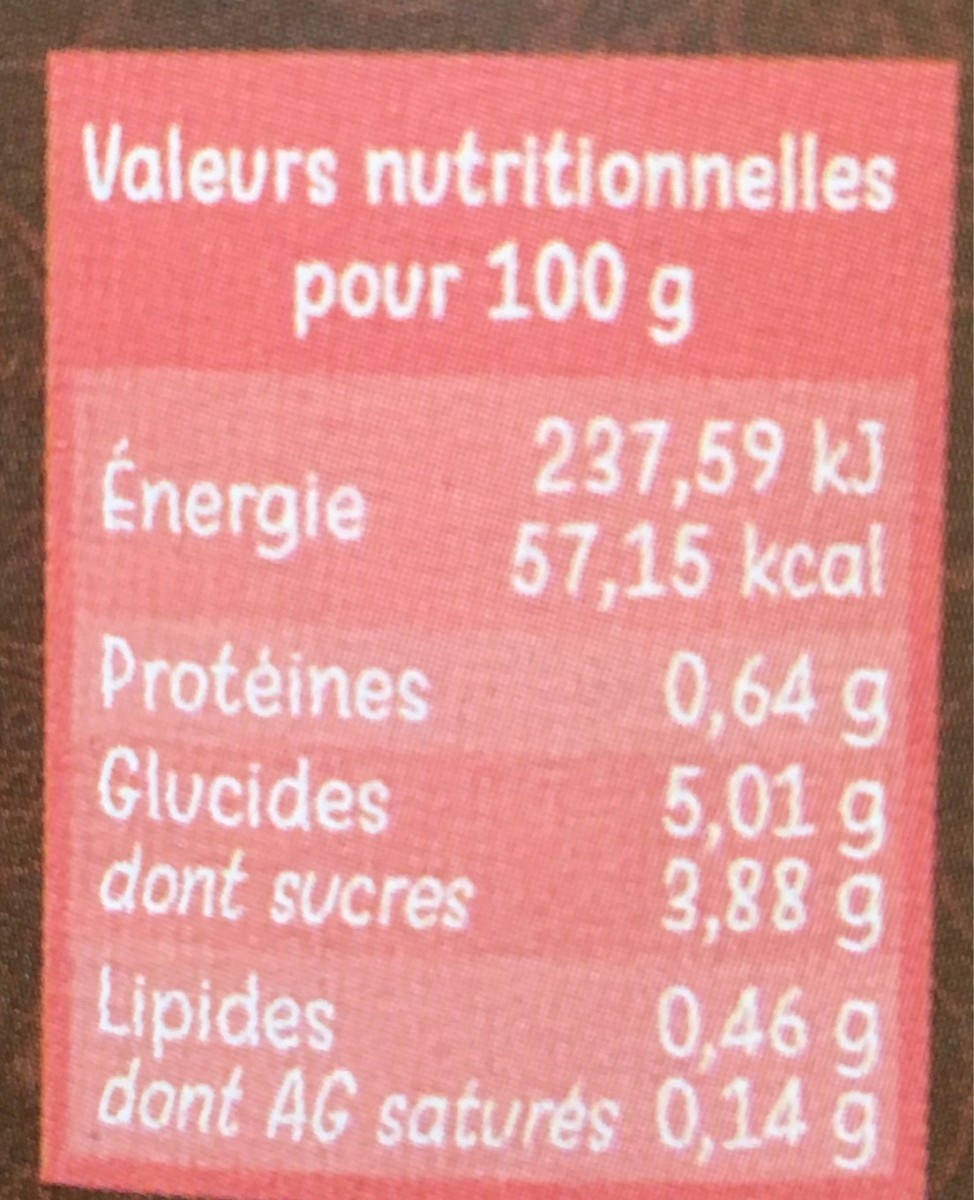 Valeurs nutritionnelles
pour 100 g
Énergie 237,59 kJ
57,15 kcal
Protéines 0,64 g
Glucides 5,01 g
dont sucres 3,88 g
Lipides 0,46 g
dont AG saturés 0,14 g